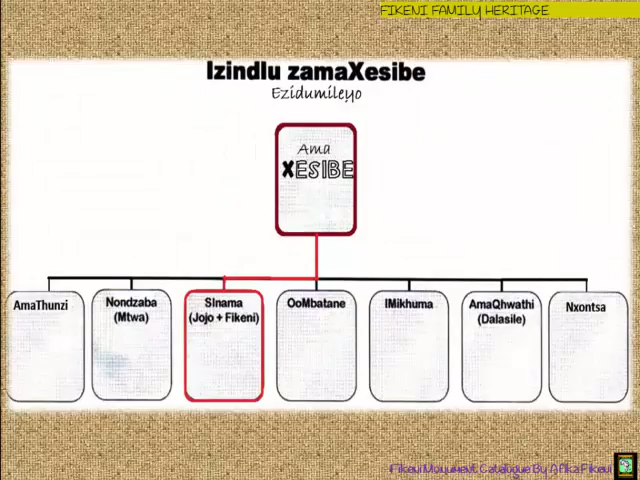 FIKENI FAMILY HERITAGE
Izindlu zamaXesibe
Ezidumileyo
Ama
XESIBE
AmaThunzi
Nondzaba
(Mtwa)
SInama
(Jojo + Fikeni)
OoMbatane
IMikhuma
AmaQhwathi
(Dalasile)
Nxontsa
Fikeni Monument Catalogue By Afika Fikeni